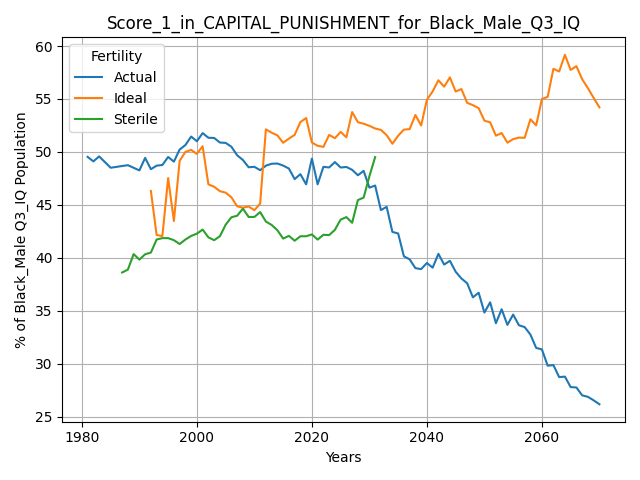 Score_1_in_CAPITAL_PUNISHMENT_for_Black_Male_Q3_IQ
Fertility
Actual
Ideal
Sterile
60
55
50
45
40
35
30
25
% of Black_Male Q3_IQ Population
1980
2000
2020
2040
2060
Years